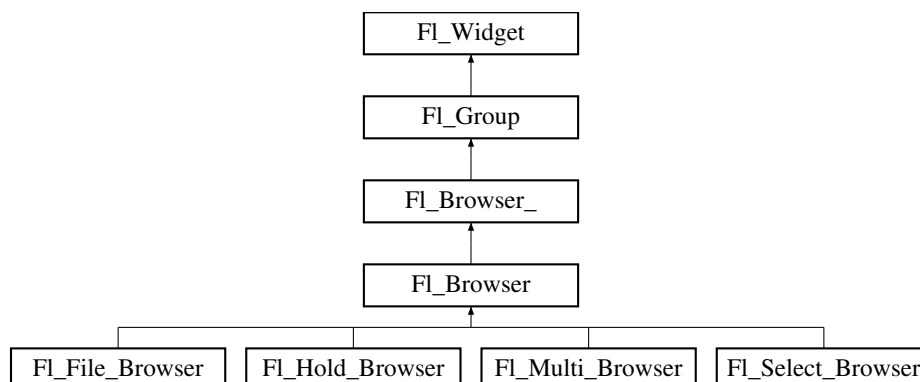 Fl_Widget
Fl_Group
Fl_Browser_
Fl_Browser
Fl_File_Browser Fl_Hold_Browser Fl_Multi_Browser Fl_Select_Browser